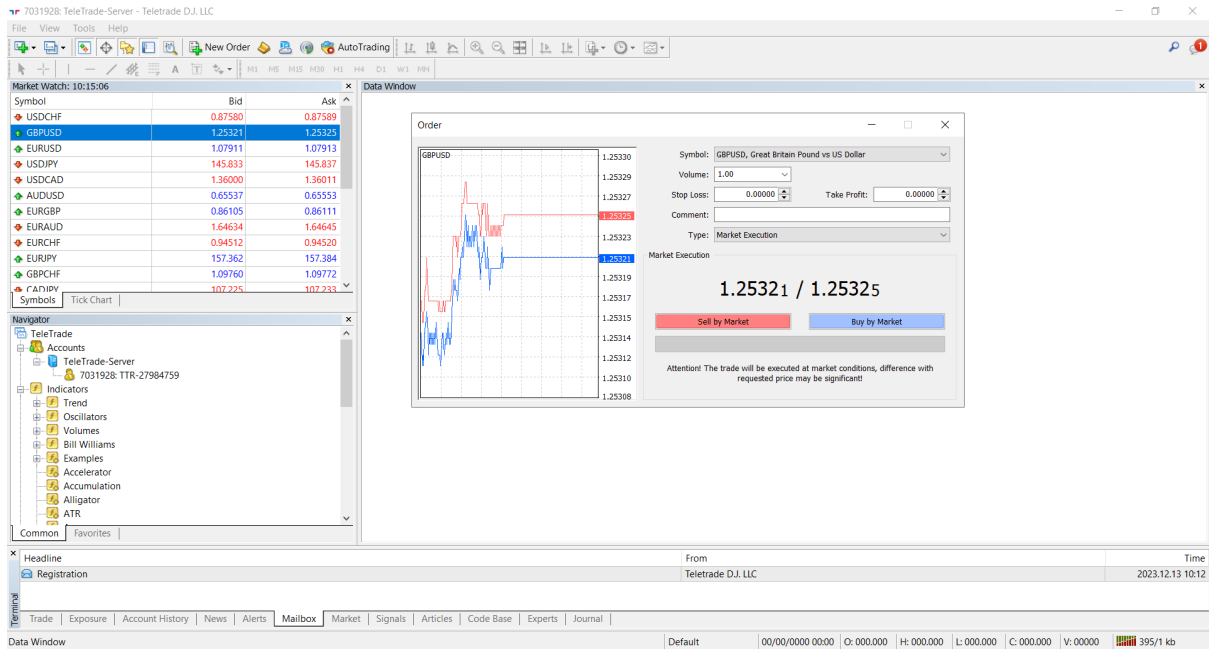 7031928: TeleTrade-Server - Teletrade D.J. LLC
File View Tools Help
New Order AutoTrading 1
A T M1 M5 M15 M30 H1 H4 D1 W1 MN
Market Watch: 10:15:06
Symbol Bid Ask
USDCHF 0.87580 0.87589
GBPUSD 1.25321 1.25325
EURUSD 1.07911 1.07913
USDJPY 145.833 145.837
USDCAD 1.36000 1.36011
AUDUSD 0.65537 0.65553
EURGBP 0.86105 0.86111
EURAUD 1.64634 1.64645
EURCHF 0.94512 0.94520
EURJPY 157.362 157.384
GBPCHF 1.09760 1.09772
CADJPY 107.225 107.233
Symbols Tick Chart
Navigator
TeleTrade
Accounts
TeleTrade-Server
7031928: TTR-27984759
Indicators
Trend
Oscillators
Volumes
Bill Williams
Examples
Accelerator
Accumulation
Alligator
ATR
Common Favorites
Data Window
Order
GBPUSD
1.25330
1.25329
1.25327
1.25325
1.25323
1.25321
1.25319
1.25317
1.25315
1.25314
1.25312
1.25310
1.25308
Symbol: GBPUSD, Great Britain Pound vs US Dollar
Volume: 1.00
Stop Loss: 0.00000 Take Profit: 0.00000
Comment:
Type: Market Execution
Market Execution
1.25321 / 1.25325
Sell by Market Buy by Market
Attention! The trade will be executed at market conditions, difference with
requested price may be significant!
Terminal
Headline From Time
Registration Teletrade D.J. LLC 2023.12.13 10:12
Trade Exposure Account History News Alerts Mailbox Market Signals Articles Code Base Experts Journal
Data Window Default 00/00/0000 00:00 O: 000.000 H: 000.000 L: 000.000 C: 000.000 V: 00000 395/1 kb